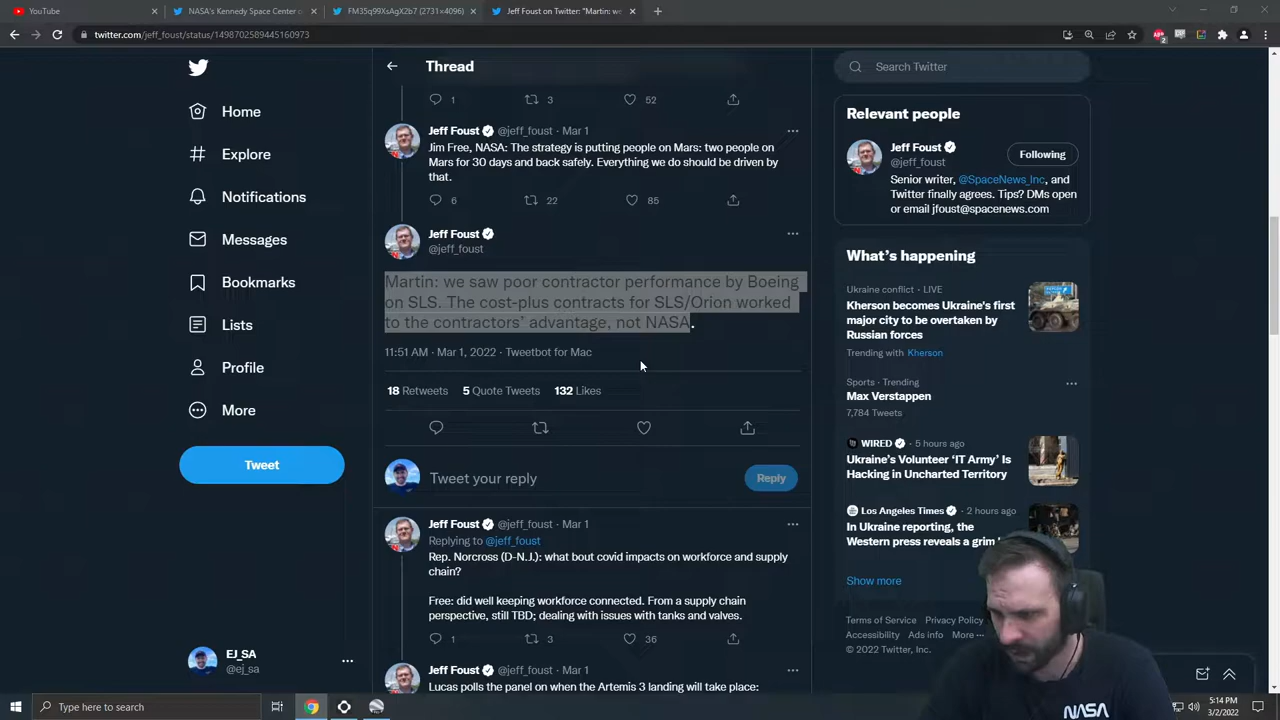 YouTube
NASA's Kennedy Space Center o
FM35q99XsAgX2b7 (2731×4096)
Jeff Foust on Twitter: "Martin: we
twitter.com/jeff_foust/status/1498702589445160973
2
Home
Explore
Notifications
Messages
Bookmarks
Lists
Profile
More
Tweet
EJ_SA
@ej_sa
Thread
1 3 52
Jeff Foust @jeff_foust · Mar 1
Jim Free, NASA: The strategy is putting people on Mars: two people on
Mars for 30 days and back safely. Everything we do should be driven by
that.
6 22 85
Jeff Foust
@jeff_foust
Martin: we saw poor contractor performance by Boeing
on SLS. The cost-plus contracts for SLS/Orion worked
to the contractors' advantage, not NASA.
11:51 AM · Mar 1, 2022 · Tweetbot for Mac
18 Retweets 5 Quote Tweets 132 Likes
Tweet your reply
Reply
Jeff Foust @jeff_foust · Mar 1
Replying to @jeff_foust
Rep. Norcross (D-N.J.): what bout covid impacts on workforce and supply
chain?
Free: did well keeping workforce connected. From a supply chain
perspective, still TBD; dealing with issues with tanks and valves.
1 3 36
Jeff Foust @jeff_foust · Mar 1
Lucas polls the panel on when the Artemis 3 landing will take place:
Search Twitter
Relevant people
Jeff Foust
@jeff_foust
Following
Senior writer, @SpaceNews_Inc, and
Twitter finally agrees. Tips? DMs open
or email jfoust@spacenews.com
What's happening
Ukraine conflict · LIVE
Kherson becomes Ukraine's first
major city to be overtaken by
Russian forces
Trending with Kherson
Sports · Trending
Max Verstappen
7,784 Tweets
WIRED · 5 hours ago
Ukraine's Volunteer 'IT Army' Is
Hacking in Uncharted Territory
Los Angeles Times · 2 hours ago
In Ukraine reporting, the
Western press reveals a grim
Show more
Terms of Service Privacy Policy
Accessibility Ads info More
© 2022 Twitter, Inc.
NASA
Type here to search
5:14 PM
3/2/2022